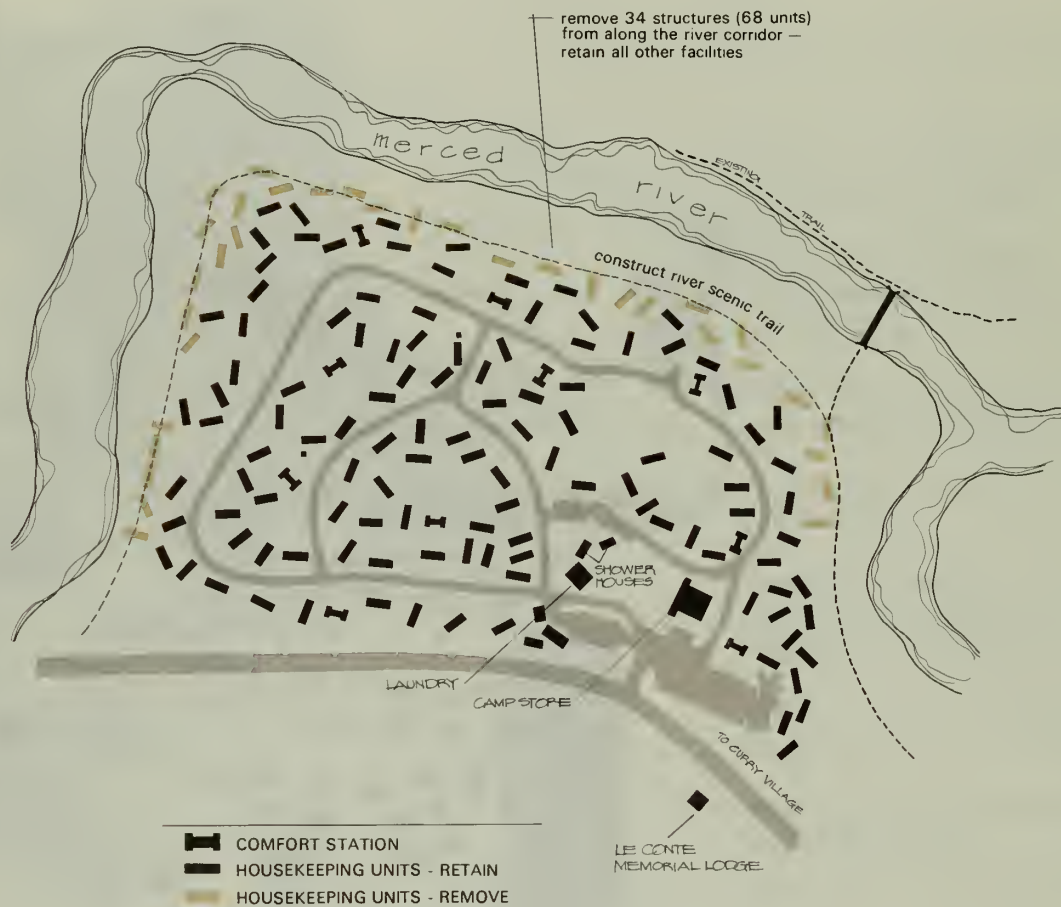 remove 34 structures (68 units)
from along the river corridor —
retain all other facilities
merced
river
EXISTING
TRAIL
construct river scenic trail
SHOWER
HOUSES
LAUNDRY
CAMP STORE
TO CURRY VILLAGE
LE CONTE
MEMORIAL LODGE
COMFORT STATION
HOUSEKEEPING UNITS - RETAIN
HOUSEKEEPING UNITS - REMOVE